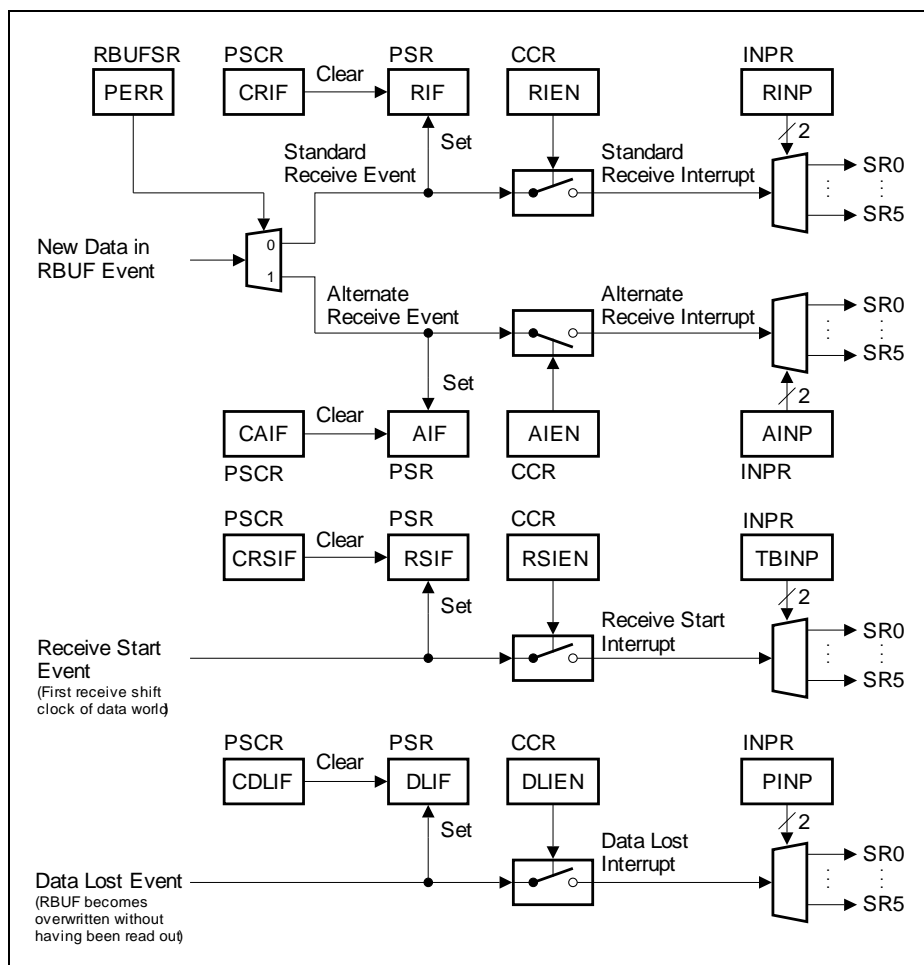 RBUFSR
PSCR
PSR
CCR
INPR
PERR
CRIF
Clear
RIF
RIEN
RINP
Set
2
Standard
Receive Event
Standard
Receive Interrupt
SR0
SR5
New Data in
RBUF Event
0
1
Alternate
Receive Event
Alternate
Receive Interrupt
SR0
SR5
Set
2
CAIF
Clear
AIF
AIEN
AINP
PSCR
PSR
CCR
INPR
PSCR
PSR
CCR
INPR
CRSIF
Clear
RSIF
RSIEN
TBINP
Set
2
Receive Start
Interrupt
SR0
SR5
Receive Start
Event
(First receive shift
clock of data world)
PSCR
PSR
CCR
INPR
CDLIF
Clear
DLIF
DLIEN
PINP
Set
2
Data Lost
Interrupt
SR0
SR5
Data Lost Event
(RBUF becomes
overwritten without
having been read out)